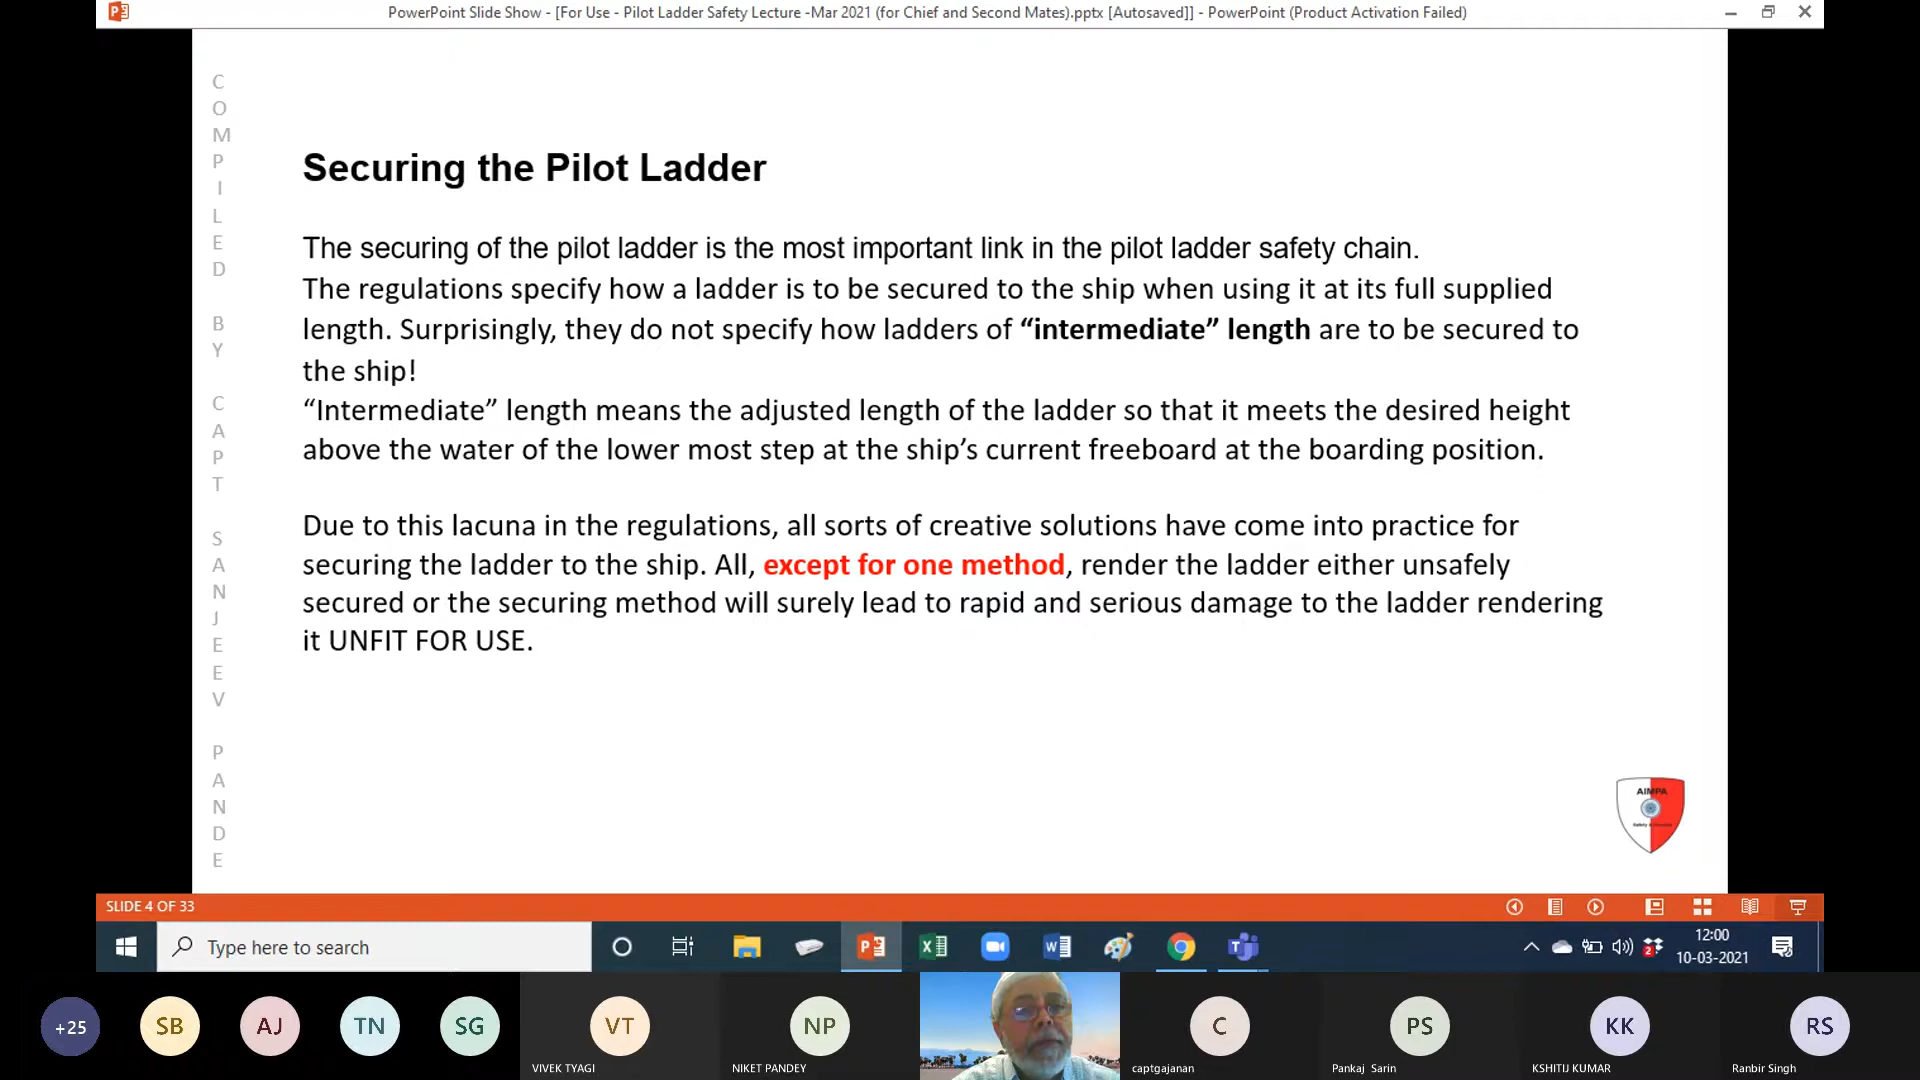 PowerPoint Slide Show - [For Use - Pilot Ladder Safety Lecture -Mar 2021 (for Chief and Second Mates).pptx [Autosaved]] - PowerPoint (Product Activation Failed)
COMPILED BY CAPT SANJEEV PANDE
Securing the Pilot Ladder
The securing of the pilot ladder is the most important link in the pilot ladder safety chain.
The regulations specify how a ladder is to be secured to the ship when using it at its full supplied
length. Surprisingly, they do not specify how ladders of “intermediate” length are to be secured to
the ship!
“Intermediate” length means the adjusted length of the ladder so that it meets the desired height
above the water of the lower most step at the ship’s current freeboard at the boarding position.
Due to this lacuna in the regulations, all sorts of creative solutions have come into practice for
securing the ladder to the ship. All, except for one method, render the ladder either unsafely
secured or the securing method will surely lead to rapid and serious damage to the ladder rendering
it UNFIT FOR USE.
AIMPA
SLIDE 4 OF 33
Type here to search
2
12:00
10-03-2021
+25
SB
AJ
TN
SG
VT
NP
C
PS
KK
RS
VIVEK TYAGI
NIKET PANDEY
captgajanan
Pankaj Sarin
KSHITIJ KUMAR
Ranbir Singh